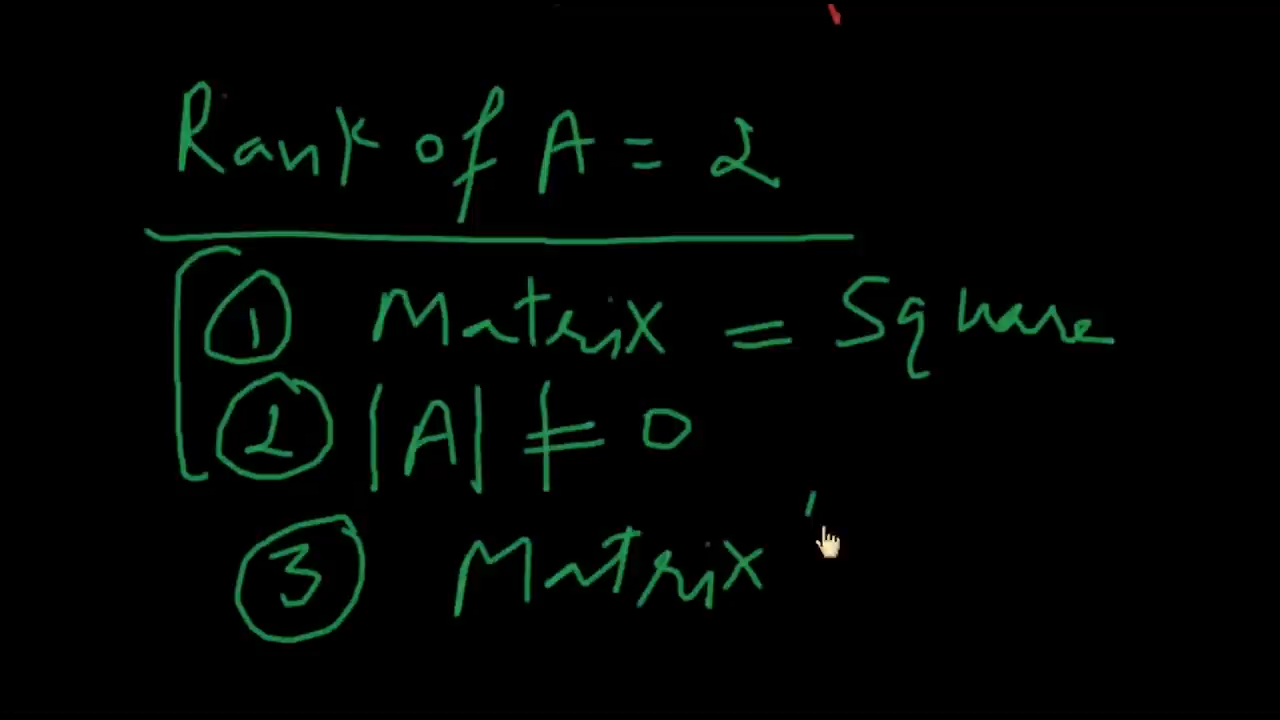 Rank of A = 2
① Matrix = Square
② |A| ≠ 0
③ Matrix